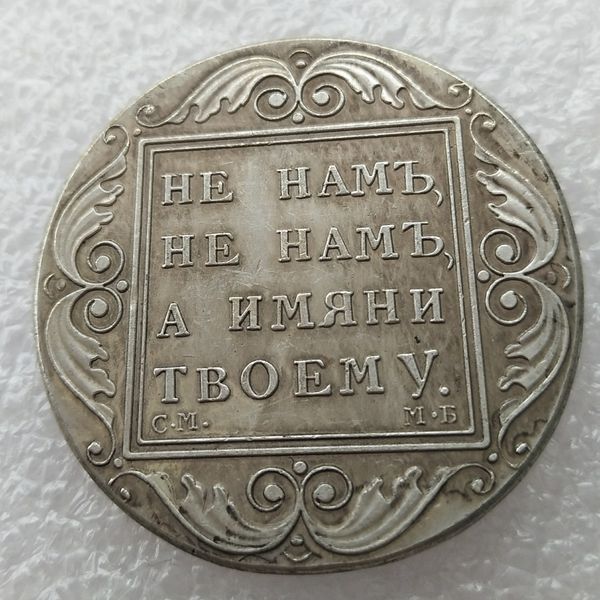 НЕ НАМЪ,
НЕ НАМЪ,
А ИМЯНИ
ТВОЕМУ.
С·М. М·Б